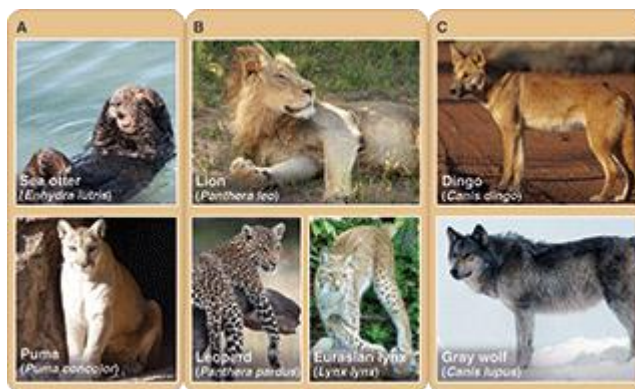 A
Sea otter
(Enhydra lutris)
Puma
(Puma concolor)
B
Lion
(Panthera leo)
Leopard
(Panthera pardus)
Eurasian lynx
(Lynx lynx)
C
Dingo
(Canis dingo)
Gray wolf
(Canis lupus)